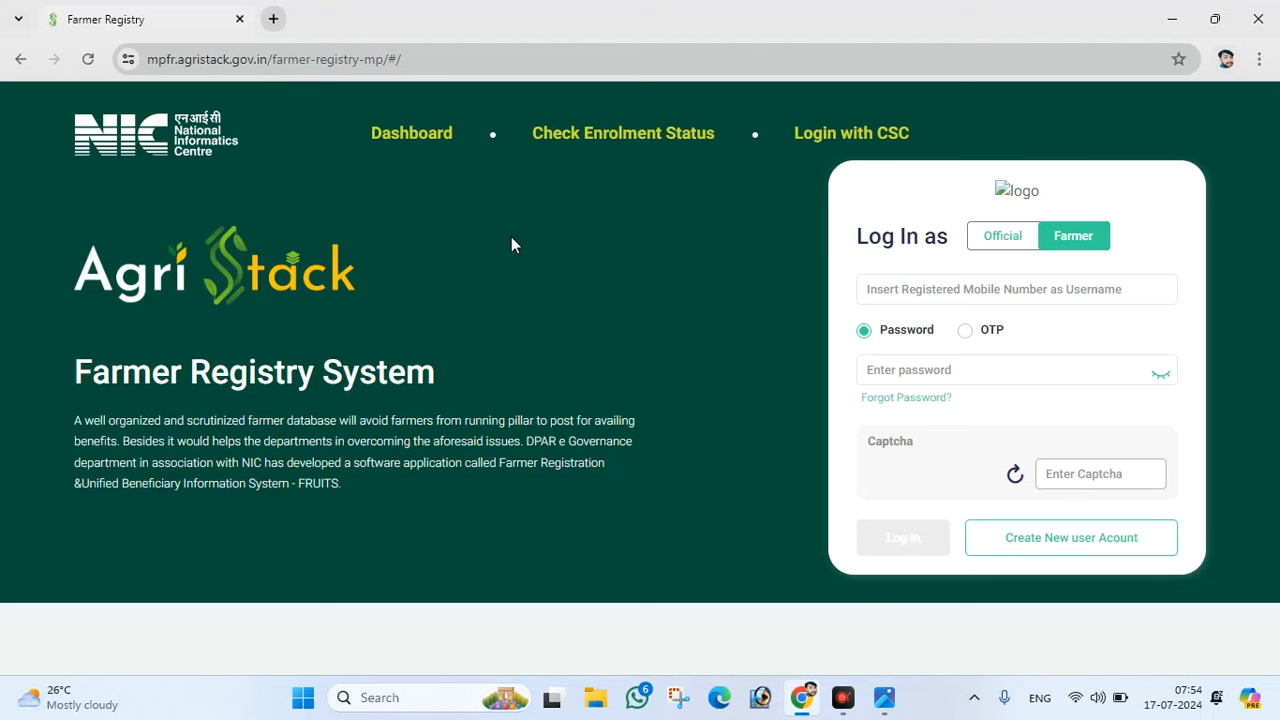 Farmer Registry
mpfr.agristack.gov.in/farmer-registry-mp/#/
NIC
एन आई सी
National
Informatics
Centre
Dashboard
Check Enrolment Status
Login with CSC
logo
Log In as
Official
Farmer
Insert Registered Mobile Number as Username
Password
OTP
Enter password
Forgot Password?
Captcha
Enter Captcha
Log in
Create New user Acount
Agri Stack
Farmer Registry System
A well organized and scrutinized farmer database will avoid farmers from running pillar to post for availing
benefits. Besides it would helps the departments in overcoming the aforesaid issues. DPAR e Governance
department in association with NIC has developed a software application called Farmer Registration
&Unified Beneficiary Information System - FRUITS.
26°C
Mostly cloudy
Search
6
ENG
07:54
17-07-2024
PRE